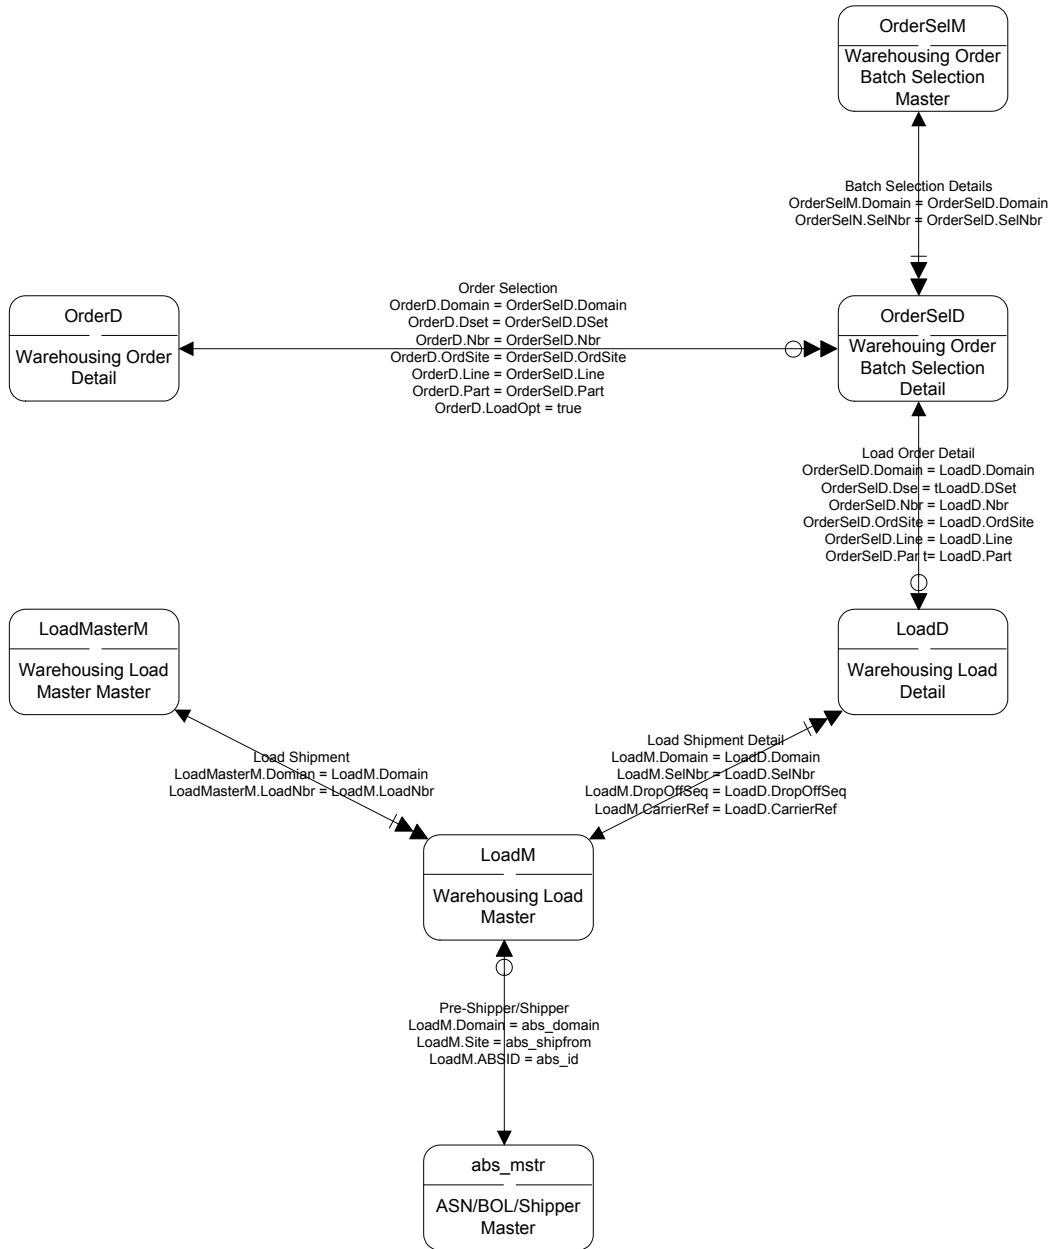 OrderSelM
Warehousing Order
Batch Selection
Master
Batch Selection Details
OrderSelM.Domain = OrderSelD.Domain
OrderSelN.SelNbr = OrderSelD.SelNbr
OrderD
Warehousing Order
Detail
Order Selection
OrderD.Domain = OrderSelD.Domain
OrderD.Dset = OrderSelD.DSet
OrderD.Nbr = OrderSelD.Nbr
OrderD.OrdSite = OrderSelD.OrdSite
OrderD.Line = OrderSelD.Line
OrderD.Part = OrderSelD.Part
OrderD.LoadOpt = true
OrderSelD
Warehouing Order
Batch Selection
Detail
Load Order Detail
OrderSelD.Domain = LoadD.Domain
OrderSelD.Dse = tLoadD.DSet
OrderSelD.Nbr = LoadD.Nbr
OrderSelD.OrdSite = LoadD.OrdSite
OrderSelD.Line = LoadD.Line
OrderSelD.Par t= LoadD.Part
LoadMasterM
Warehousing Load
Master Master
LoadD
Warehousing Load
Detail
Load Shipment
LoadMasterM.Domian = LoadM.Domain
LoadMasterM.LoadNbr = LoadM.LoadNbr
Load Shipment Detail
LoadM.Domain = LoadD.Domain
LoadM.SelNbr = LoadD.SelNbr
LoadM.DropOffSeq = LoadD.DropOffSeq
LoadM.CarrierRef = LoadD.CarrierRef
LoadM
Warehousing Load
Master
Pre-Shipper/Shipper
LoadM.Domain = abs_domain
LoadM.Site = abs_shipfrom
LoadM.ABSID = abs_id
abs_mstr
ASN/BOL/Shipper
Master